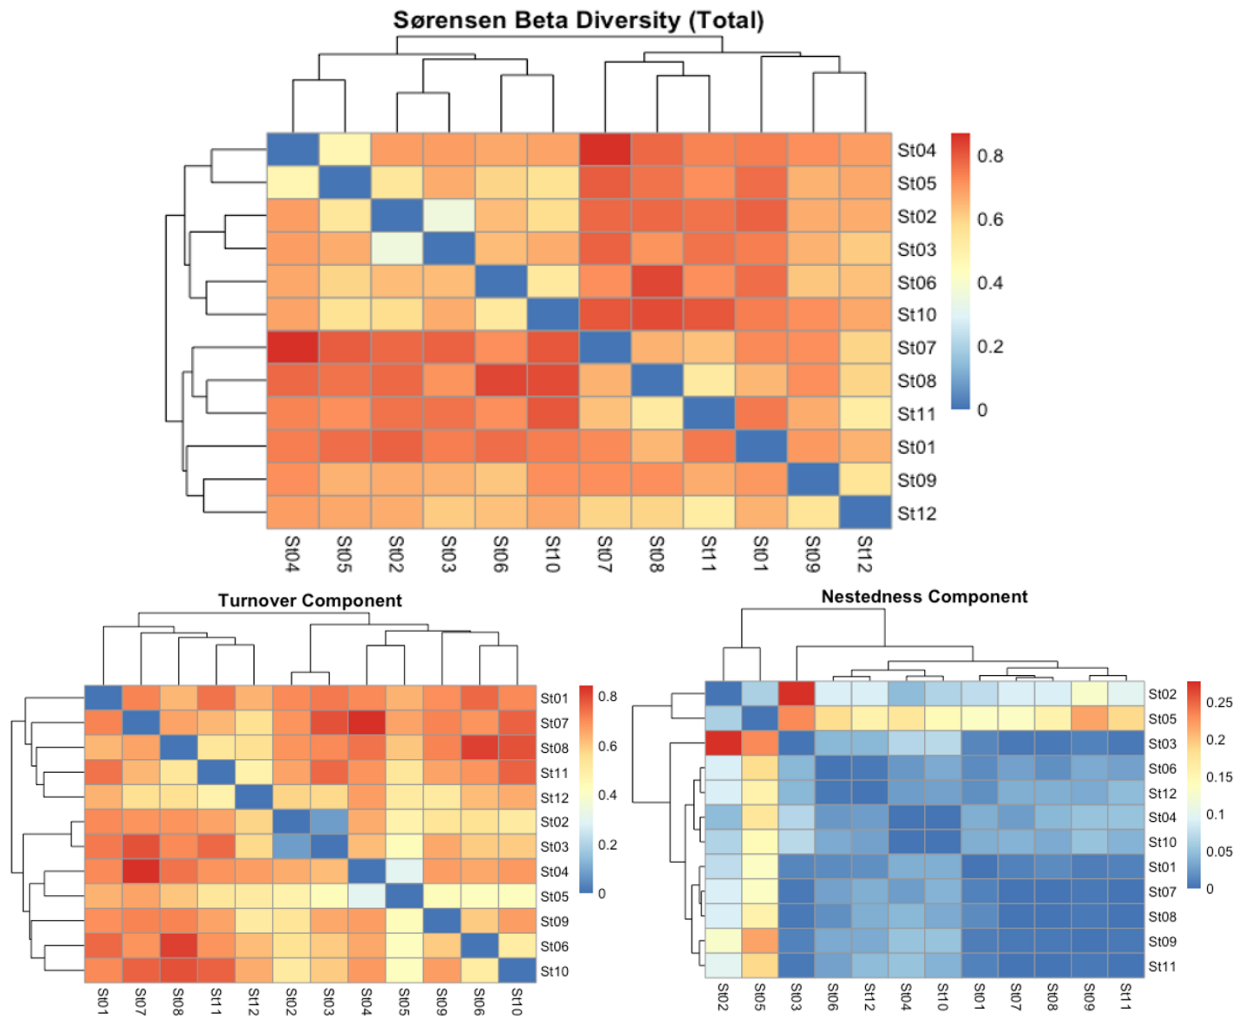 Sørensen Beta Diversity (Total)
St04
St05
St02
St03
St06
St10
St07
St08
St11
St01
St09
St12
0.8
0.6
0.4
0.2
0
St04 St05 St02 St03 St06 St10 St07 St08 St11 St01 St09 St12
Turnover Component
St01
St07
St08
St11
St12
St02
St03
St04
St05
St09
St06
St10
0.8
0.6
0.4
0.2
0
St01 St07 St08 St11 St12 St02 St03 St04 St05 St09 St06 St10
Nestedness Component
St02
St05
St03
St06
St12
St04
St10
St01
St07
St08
St09
St11
0.25
0.2
0.15
0.1
0.05
0
St02 St05 St03 St06 St12 St04 St10 St01 St07 St08 St09 St11